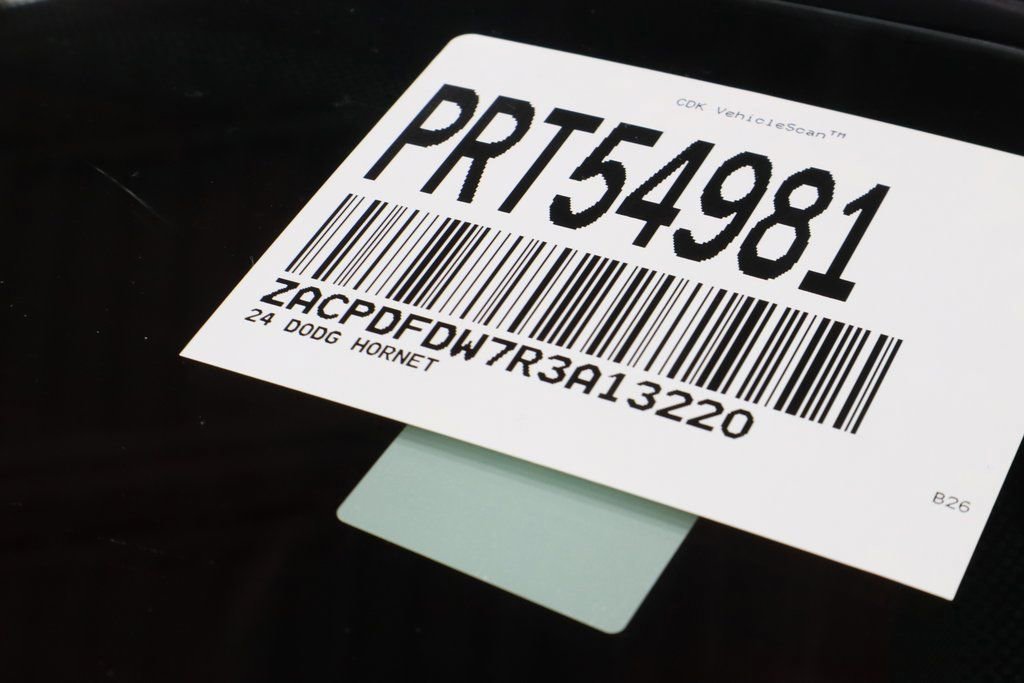 CDK VehicleScan™
PRT54981
ZACPDFDW7R3A13220
24 DODG HORNET
B26